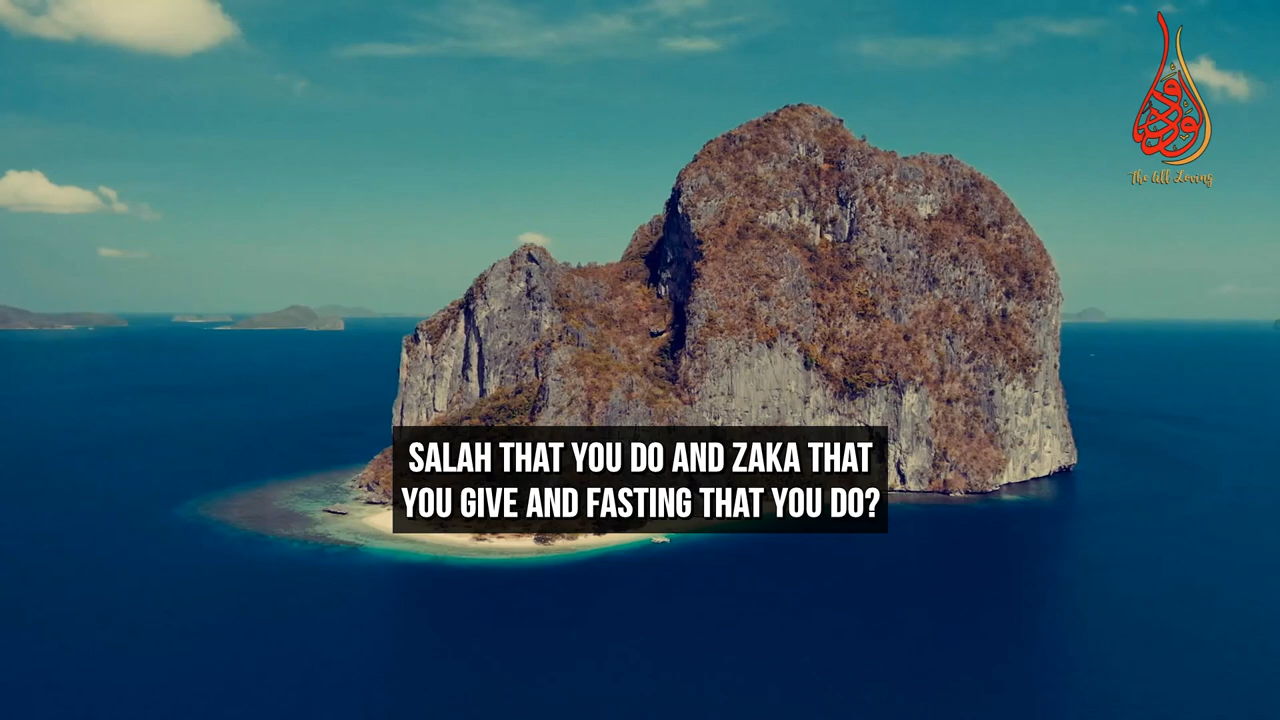 The All Loving
SALAH THAT YOU DO AND ZAKA THAT
YOU GIVE AND FASTING THAT YOU DO?